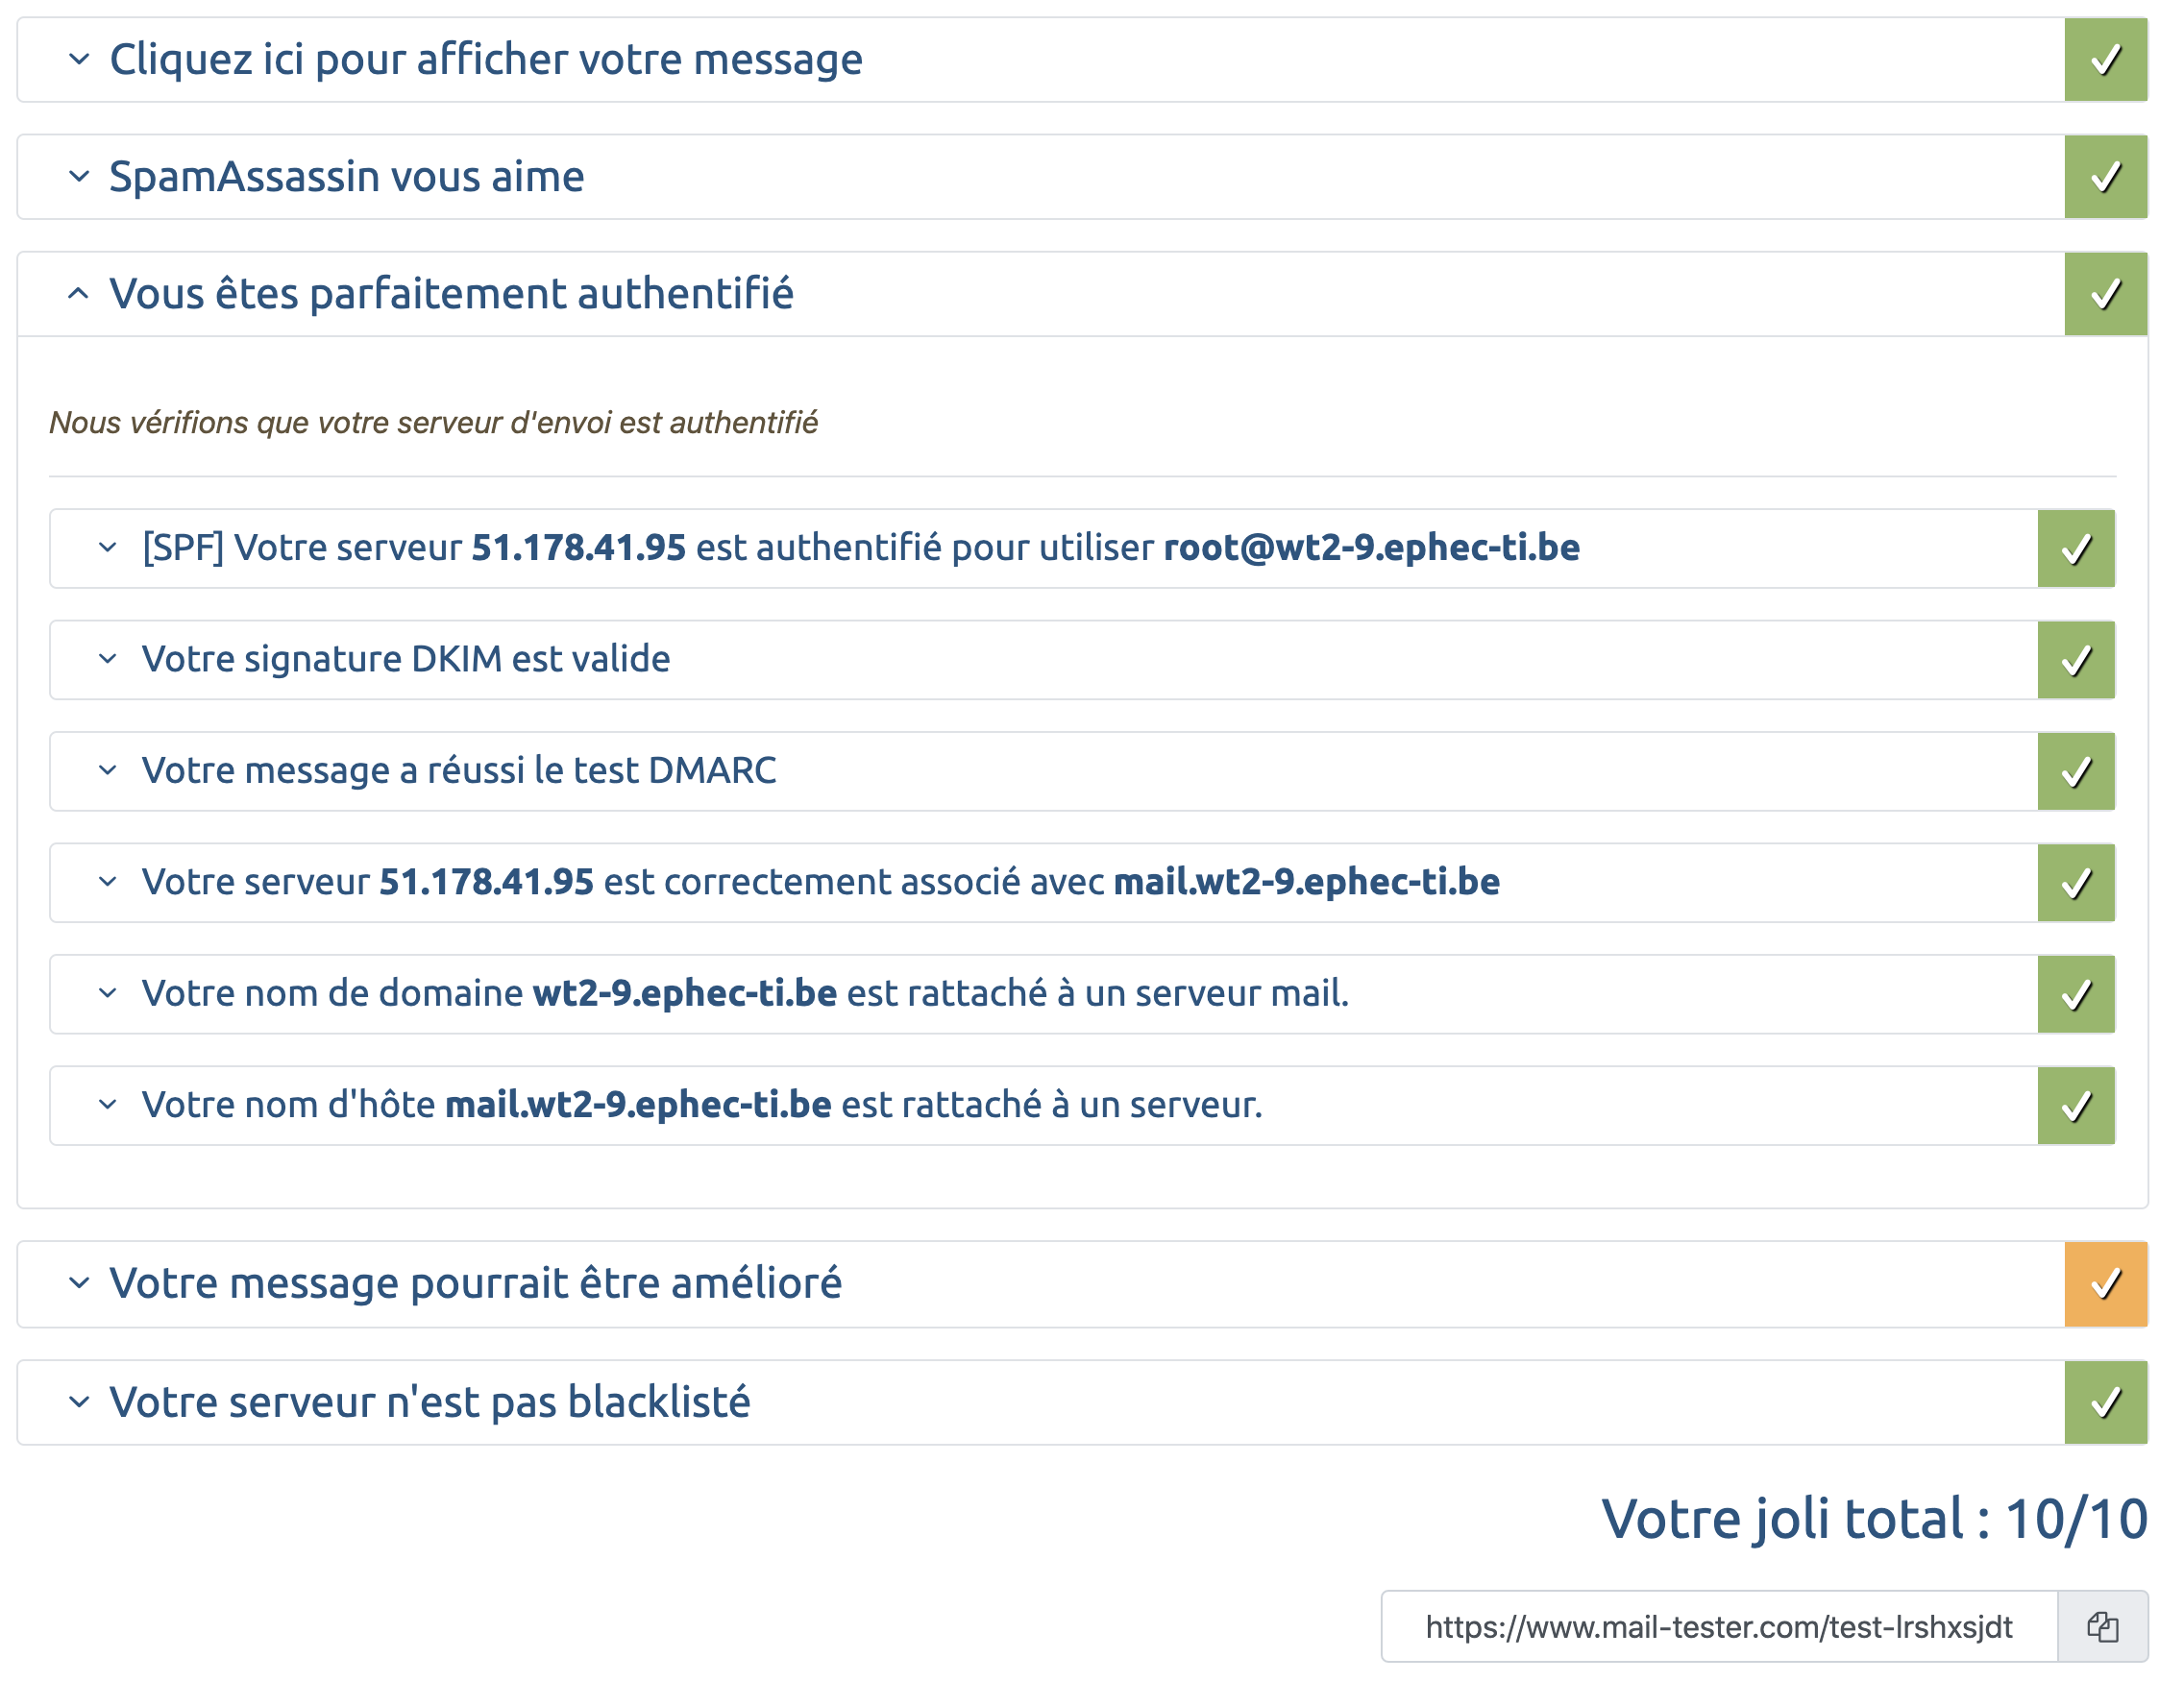 Cliquez ici pour afficher votre message
SpamAssassin vous aime
Vous êtes parfaitement authentifié
Nous vérifions que votre serveur d'envoi est authentifié
[SPF] Votre serveur 51.178.41.95 est authentifié pour utiliser root@wt2-9.ephec-ti.be
Votre signature DKIM est valide
Votre message a réussi le test DMARC
Votre serveur 51.178.41.95 est correctement associé avec mail.wt2-9.ephec-ti.be
Votre nom de domaine wt2-9.ephec-ti.be est rattaché à un serveur mail.
Votre nom d'hôte mail.wt2-9.ephec-ti.be est rattaché à un serveur.
Votre message pourrait être amélioré
Votre serveur n'est pas blacklisté
Votre joli total : 10/10
https://www.mail-tester.com/test-lrshxsjdt